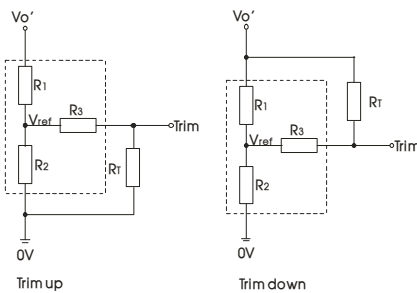 Vo'
R1
R3
Vref
Trim
R2
RT
0V
Trim up
Vo'
R1
RT
R3
Vref
Trim
R2
0V
Trim down